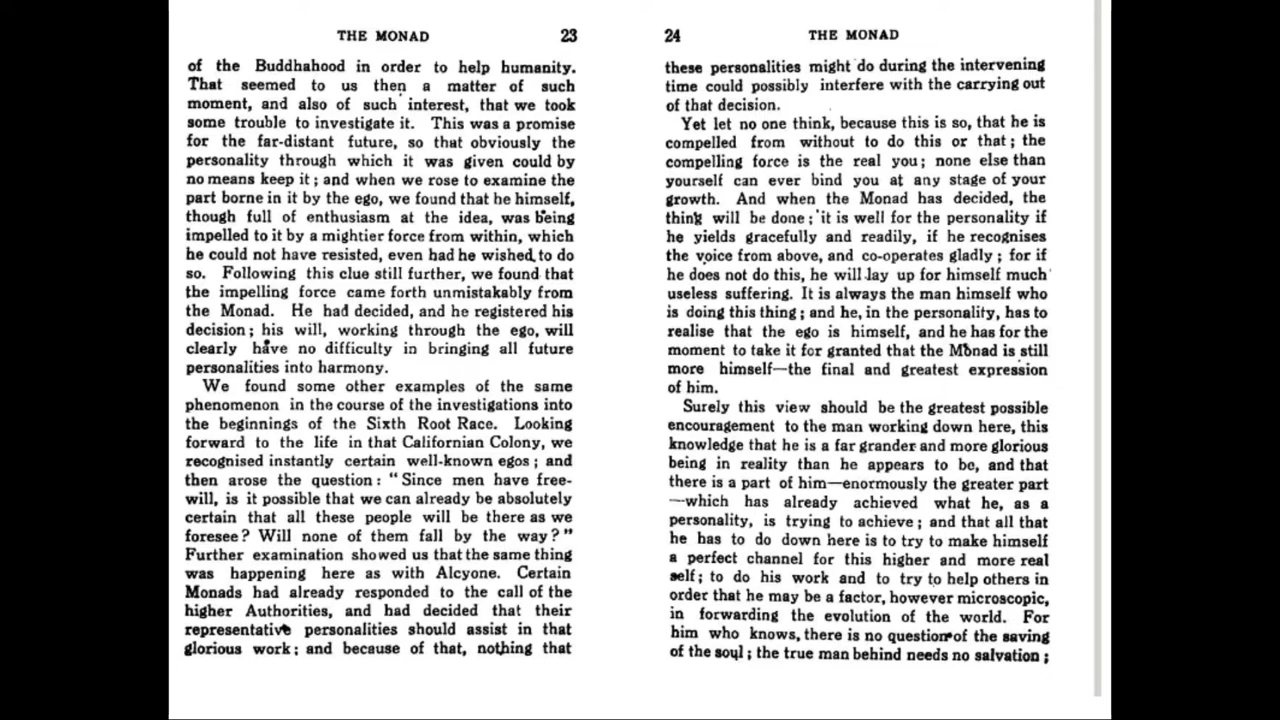 THE MONAD 23
of the Buddhahood in order to help humanity.
That seemed to us then a matter of such
moment, and also of such interest, that we took
some trouble to investigate it. This was a promise
for the far-distant future, so that obviously the
personality through which it was given could by
no means keep it; and when we rose to examine the
part borne in it by the ego, we found that he himself,
though full of enthusiasm at the idea, was being
impelled to it by a mightier force from within, which
he could not have resisted, even had he wished to do
so. Following this clue still further, we found that
the impelling force came forth unmistakably from
the Monad. He had decided, and he registered his
decision; his will, working through the ego, will
clearly have no difficulty in bringing all future
personalities into harmony.
We found some other examples of the same
phenomenon in the course of the investigations into
the beginnings of the Sixth Root Race. Looking
forward to the life in that Californian Colony, we
recognised instantly certain well-known egos; and
then arose the question: "Since men have free-
will, is it possible that we can already be absolutely
certain that all these people will be there as we
foresee? Will none of them fall by the way?"
Further examination showed us that the same thing
was happening here as with Alcyone. Certain
Monads had already responded to the call of the
higher Authorities, and had decided that their
representative personalities should assist in that
glorious work; and because of that, nothing that
24 THE MONAD
these personalities might do during the intervening
time could possibly interfere with the carrying out
of that decision.
Yet let no one think, because this is so, that he is
compelled from without to do this or that; the
compelling force is the real you; none else than
yourself can ever bind you at any stage of your
growth. And when the Monad has decided, the
thing will be done; it is well for the personality if
he yields gracefully and readily, if he recognises
the voice from above, and co-operates gladly; for if
he does not do this, he will lay up for himself much
useless suffering. It is always the man himself who
is doing this thing; and he, in the personality, has to
realise that the ego is himself, and he has for the
moment to take it for granted that the Monad is still
more himself—the final and greatest expression
of him.
Surely this view should be the greatest possible
encouragement to the man working down here, this
knowledge that he is a far grander and more glorious
being in reality than he appears to be, and that
there is a part of him—enormously the greater part
—which has already achieved what he, as a
personality, is trying to achieve; and that all that
he has to do down here is to try to make himself
a perfect channel for this higher and more real
self; to do his work and to try to help others in
order that he may be a factor, however microscopic,
in forwarding the evolution of the world. For
him who knows, there is no question of the saving
of the soul; the true man behind needs no salvation;